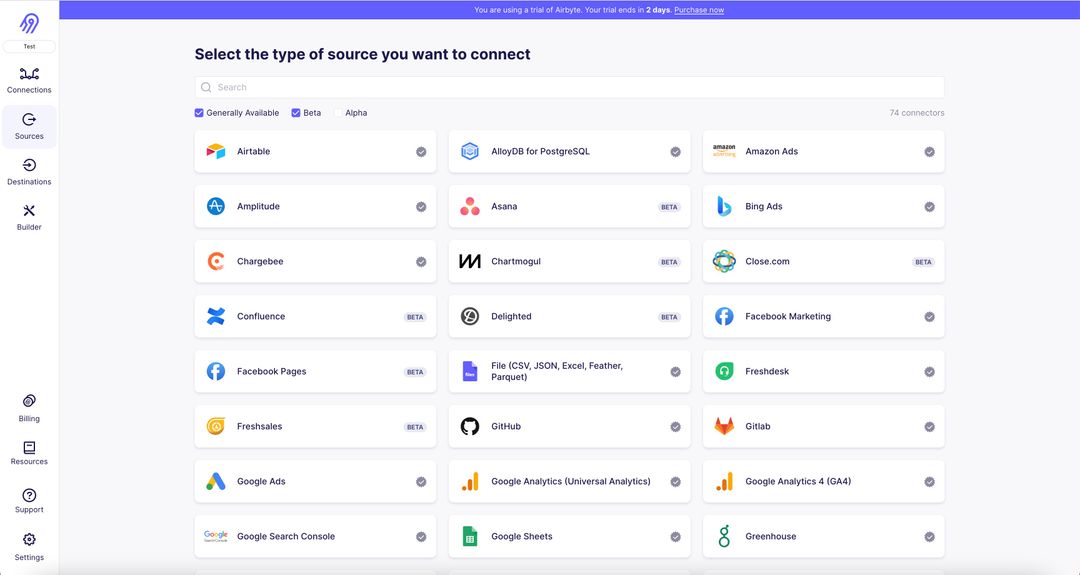 You are using a trial of Airbyte. Your trial ends in 2 days. Purchase now
Test
Connections
Sources
Destinations
Builder
Billing
Resources
Support
Settings
Select the type of source you want to connect
Search
Generally Available
Beta
Alpha
74 connectors
Airtable
AlloyDB for PostgreSQL
amazon
advertising
Amazon Ads
Amplitude
Asana
BETA
Bing Ads
Chargebee
Chartmogul
BETA
Close.com
BETA
Confluence
BETA
Delighted
BETA
Facebook Marketing
Facebook Pages
BETA
files
File (CSV, JSON, Excel, Feather,
Parquet)
Freshdesk
Freshsales
BETA
GitHub
Gitlab
Google Ads
Google Analytics (Universal Analytics)
Google Analytics 4 (GA4)
Google
Search Console
Google Search Console
Google Sheets
Greenhouse